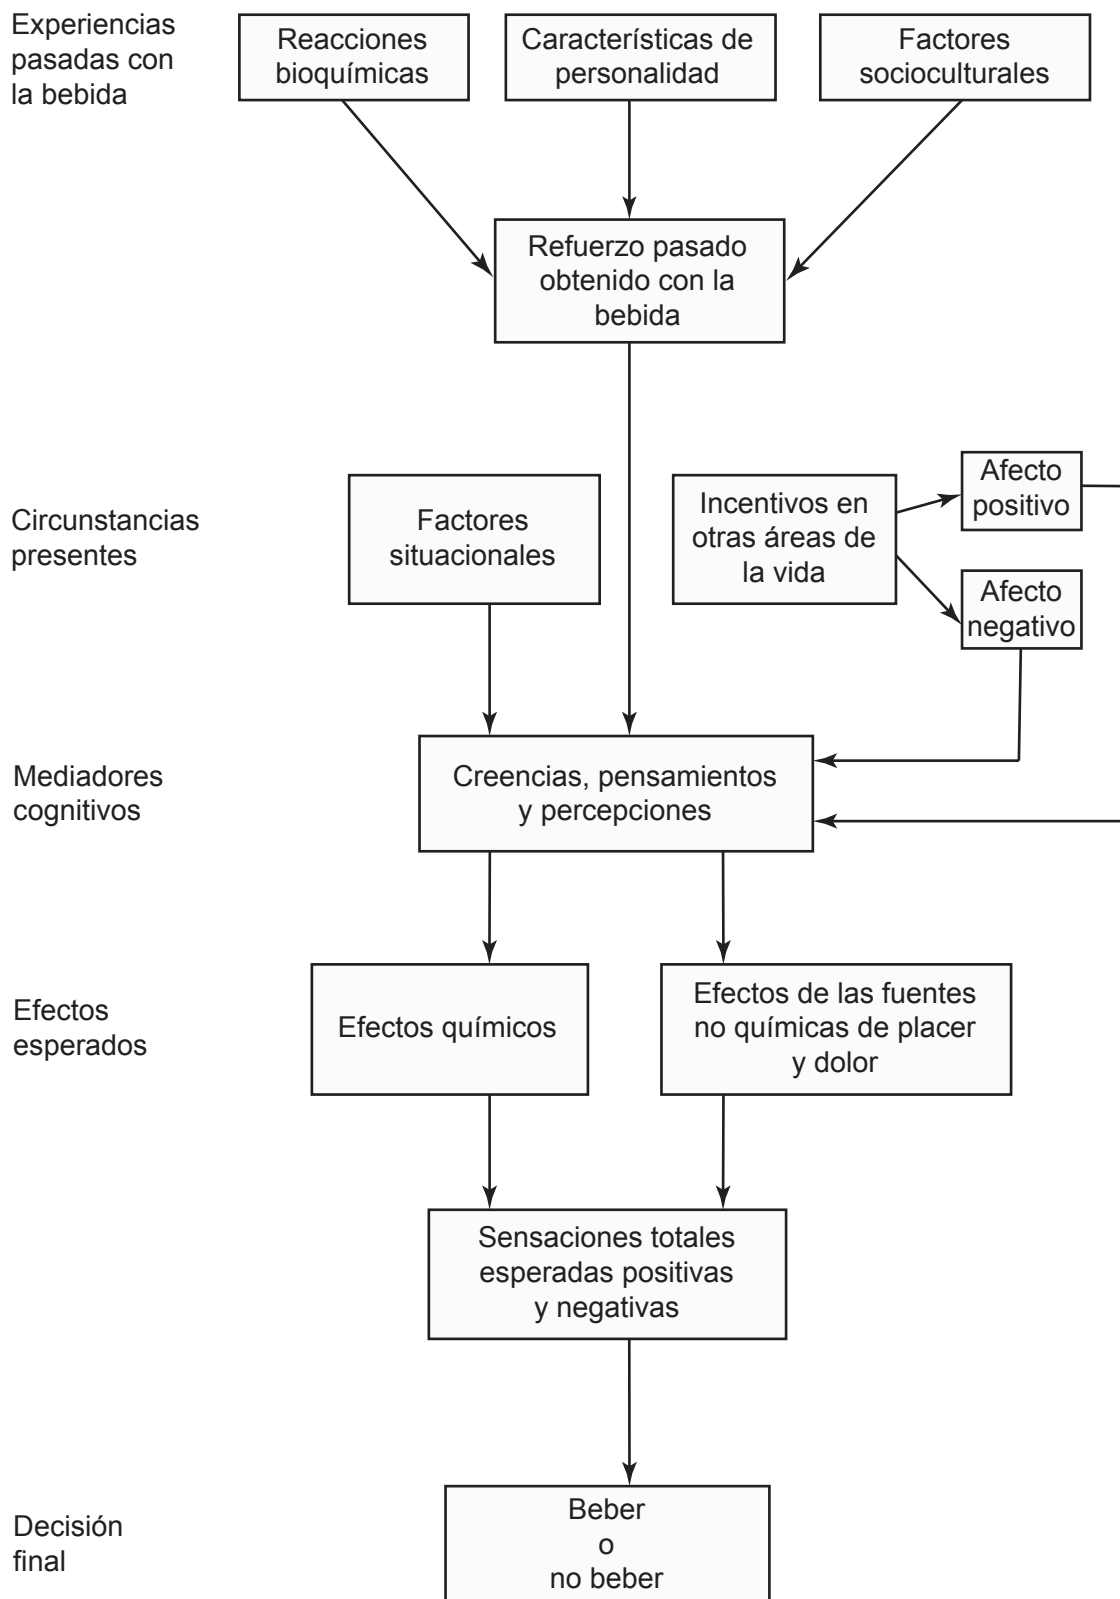 Experiencias
pasadas con
la bebida
Reacciones
bioquímicas
Características de
personalidad
Factores
socioculturales
Refuerzo pasado
obtenido con la
bebida
Circunstancias
presentes
Factores
situacionales
Incentivos en
otras áreas de
la vida
Afecto
positivo
Afecto
negativo
Mediadores
cognitivos
Creencias, pensamientos
y percepciones
Efectos
esperados
Efectos químicos
Efectos de las fuentes
no químicas de placer
y dolor
Sensaciones totales
esperadas positivas
y negativas
Decisión
final
Beber
o
no beber